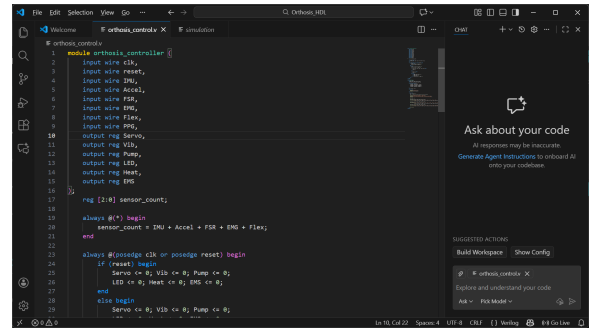 File Edit Selection View Go ··· Orthosis_HDL
Welcome orthosis_control.v simulation
orthosis_control.v
1 module orthosis_controller (
2 input wire clk,
3 input wire reset,
4 input wire IMU,
5 input wire Accel,
6 input wire FSR,
7 input wire EMG,
8 input wire Flex,
9 input wire PPG,
10 output reg Servo,
11 output reg Vib,
12 output reg Pump,
13 output reg LED,
14 output reg Heat,
15 output reg EMS
16 );
17 reg [2:0] sensor_count;
18
19 always @(*) begin
20 sensor_count = IMU + Accel + FSR + EMG + Flex;
21 end
22
23 always @(posedge clk or posedge reset) begin
24 if (reset) begin
25 Servo <= 0; Vib <= 0; Pump <= 0;
26 LED <= 0; Heat <= 0; EMS <= 0;
27 end
28 else begin
29 Servo <= 0; Vib <= 0; Pump <= 0;
CHAT
Ask about your code
AI responses may be inaccurate.
Generate Agent Instructions to onboard AI
onto your codebase.
SUGGESTED ACTIONS
Build Workspace Show Config
orthosis_control.v
Explore and understand your code
Ask Pick Model
0 0 Ln 10, Col 22 Spaces: 4 UTF-8 CRLF {} Verilog Go Live